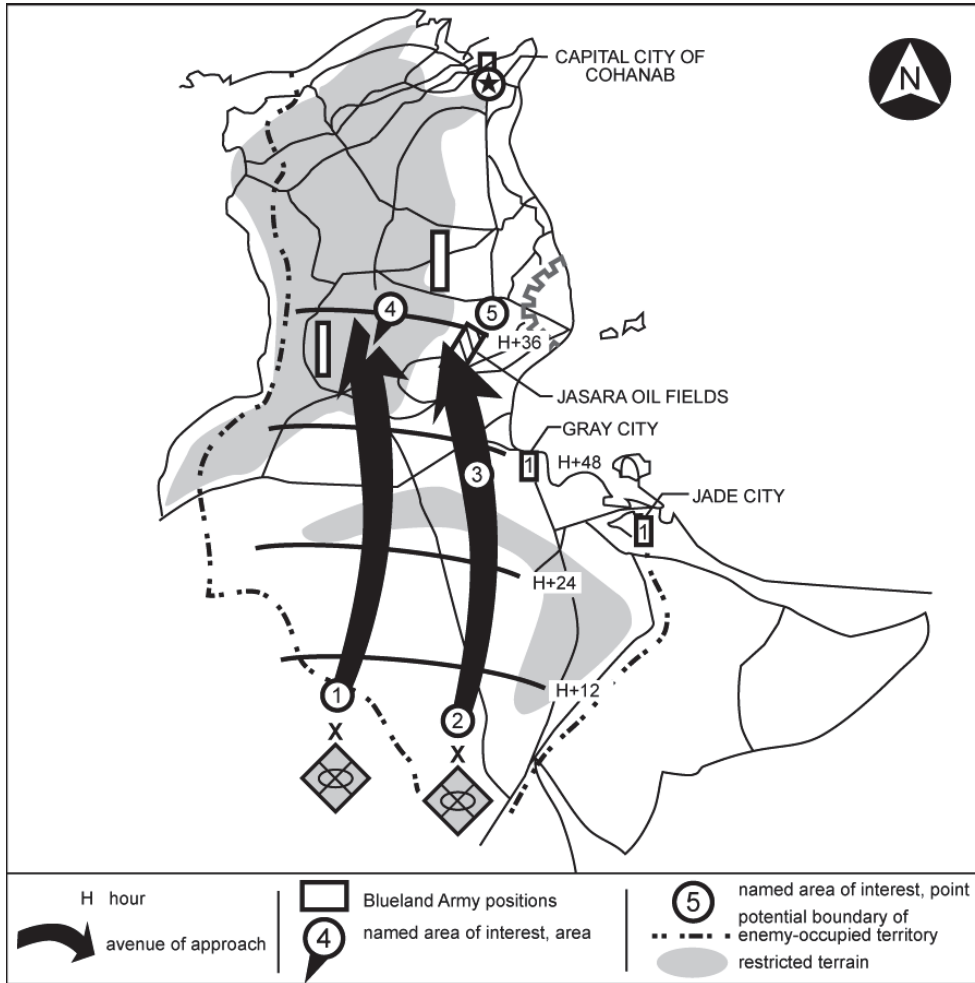 CAPITAL CITY OF
COHANAB
N
4
5
H+36
JASARA OIL FIELDS
GRAY CITY
1
H+48
3
JADE CITY
1
H+24
H+12
1
2
X
X
H hour
avenue of approach
Blueland Army positions
4
named area of interest, area
5
named area of interest, point
potential boundary of
enemy-occupied territory
restricted terrain